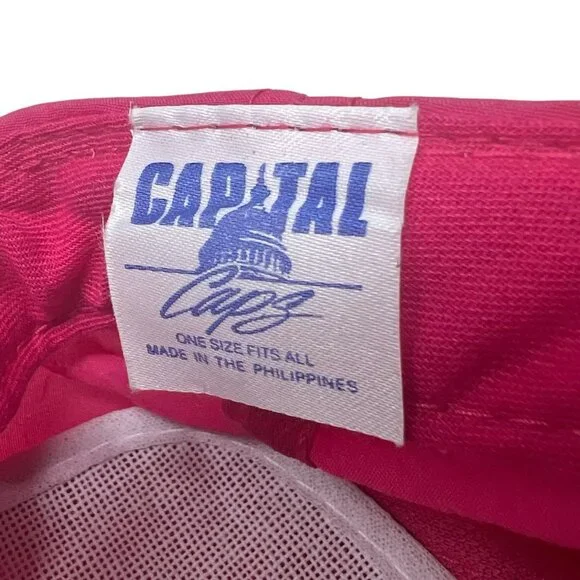 CAPITAL
Caps
ONE SIZE FITS ALL
MADE IN THE PHILIPPINES